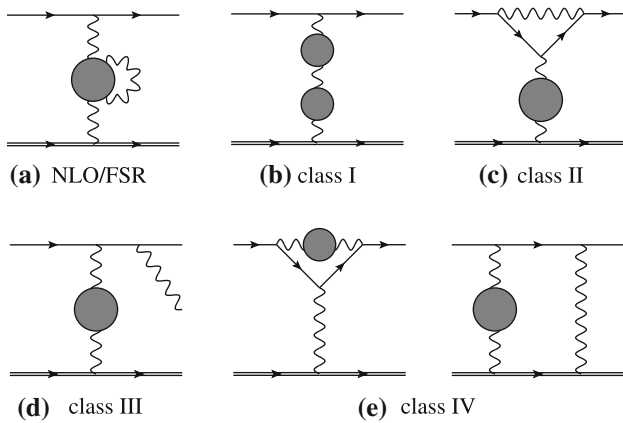 (a) NLO/FSR
(b) class I
(c) class II
(d) class III
(e) class IV